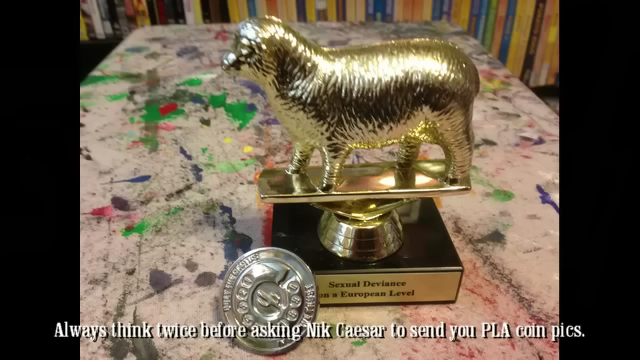 Sexual Deviance
on a European Level
Always think twice before asking Nik Caesar to send you PLA coin pics.